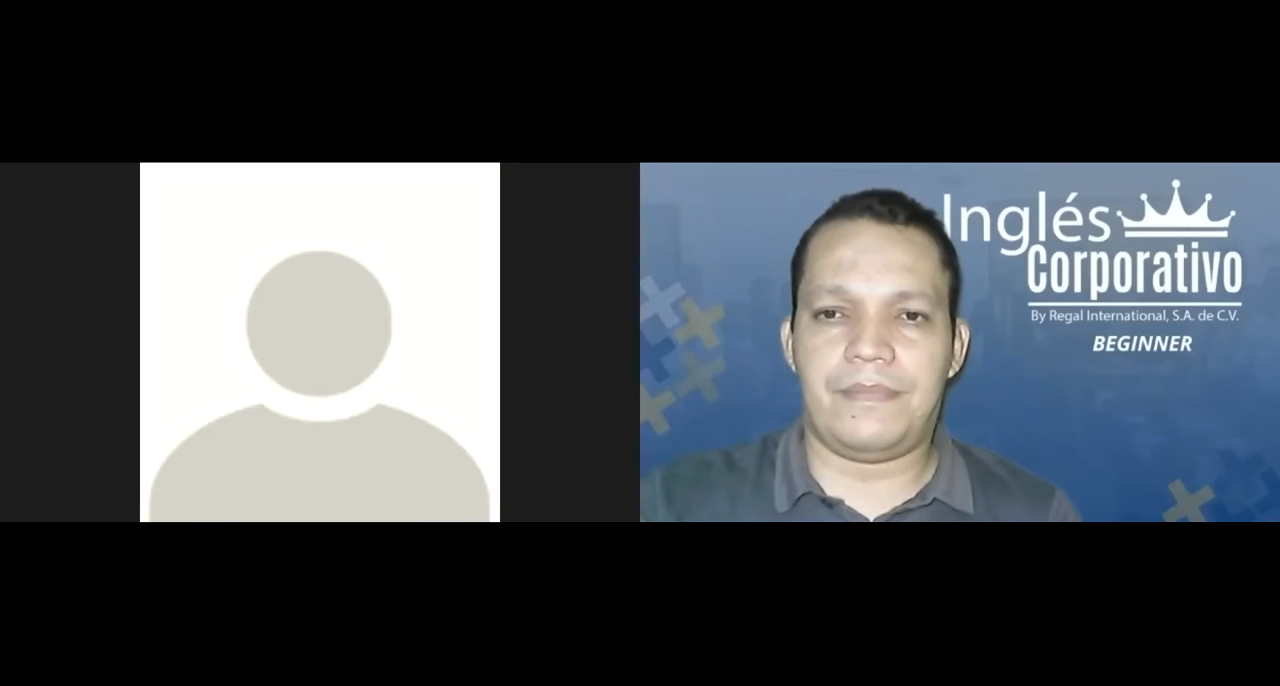 Inglés
Corporativo
By Regal International, S.A. de C.V.
BEGINNER